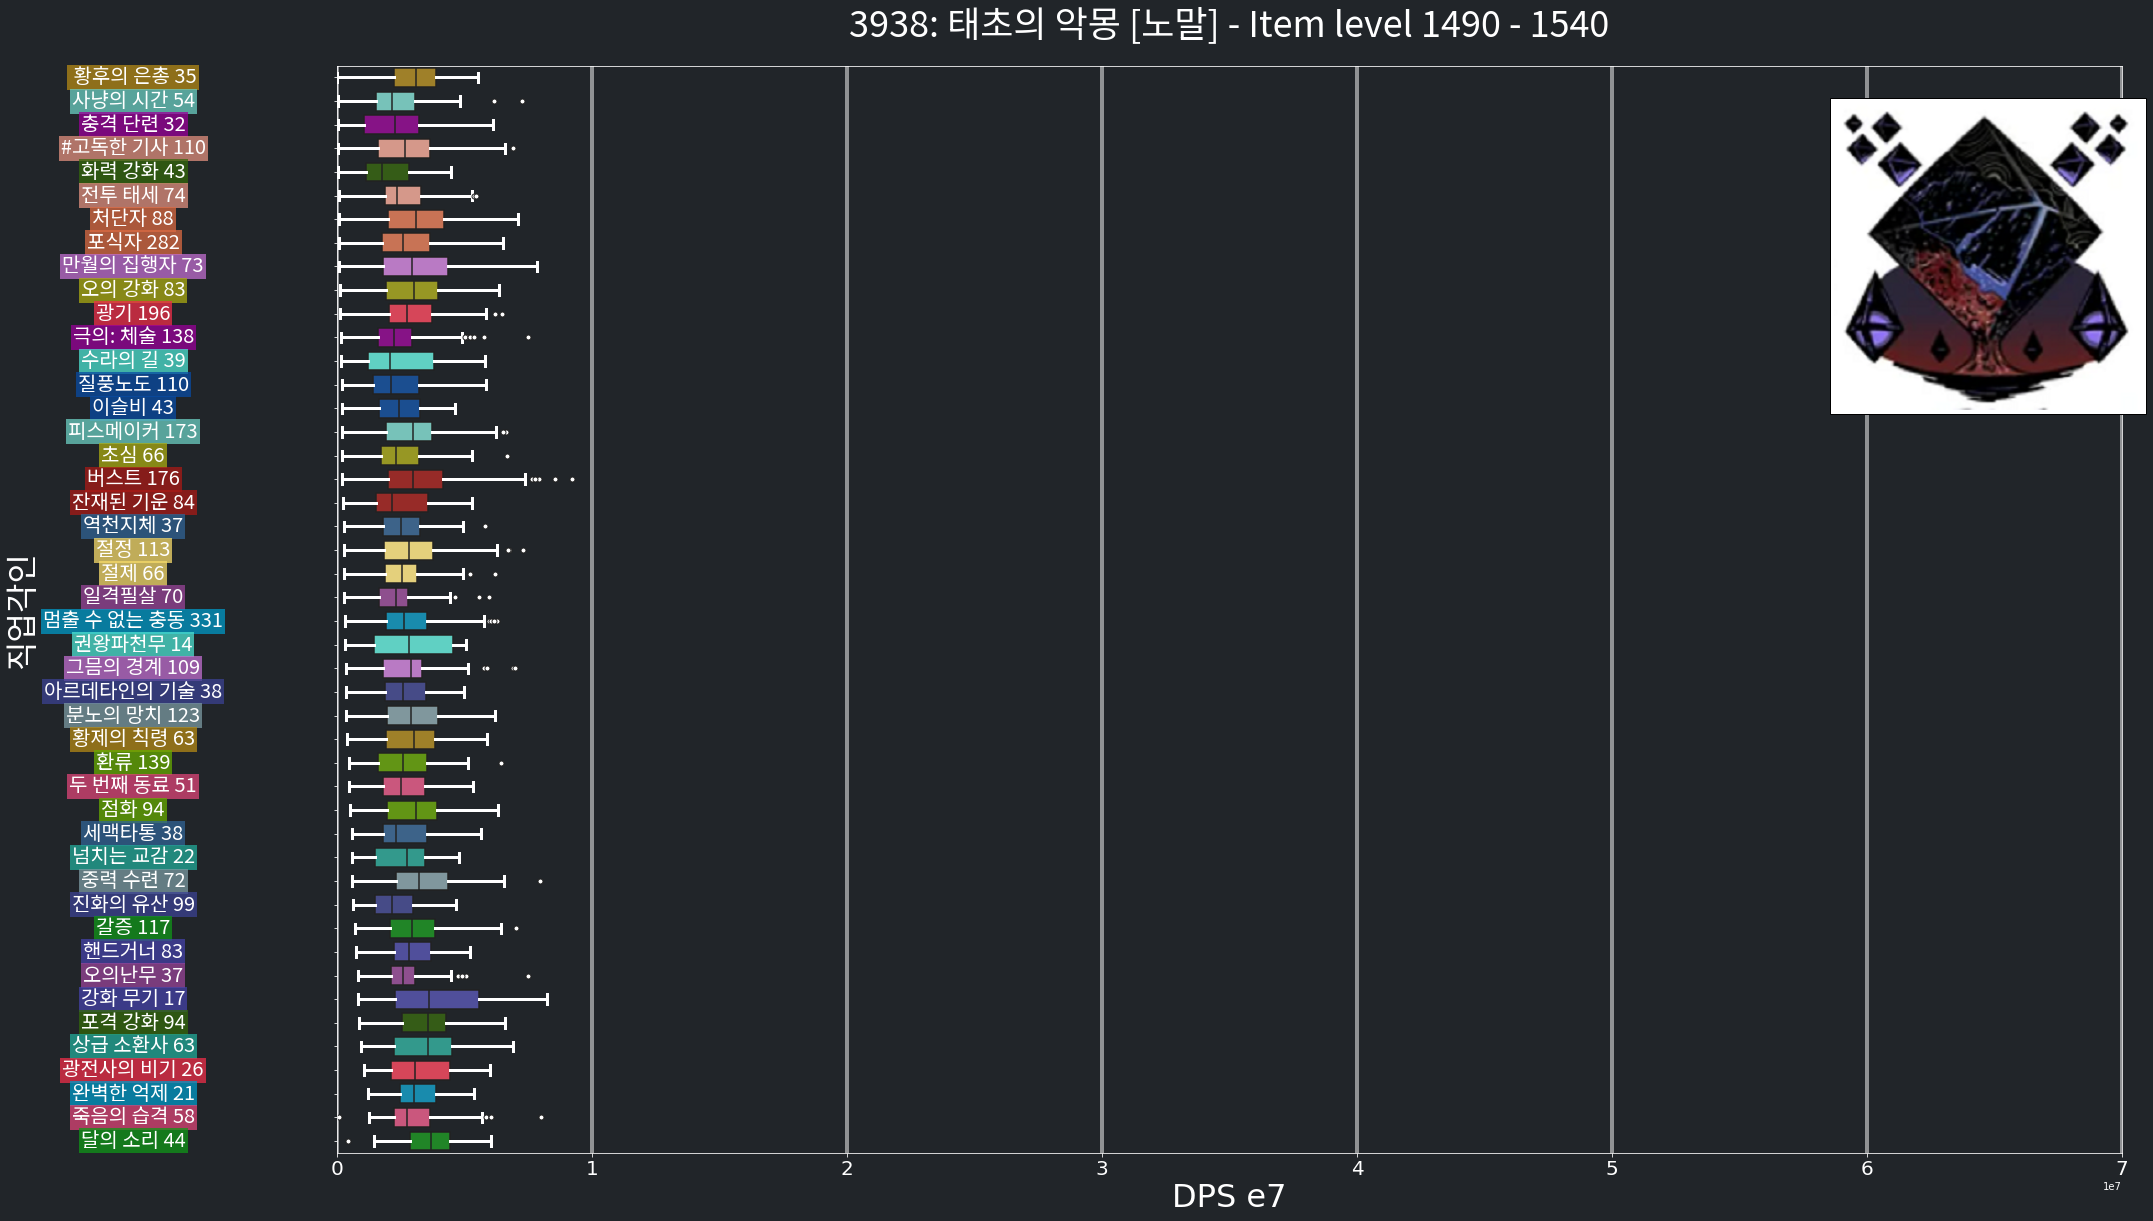 3938: 태초의 악몽 [노말] - Item level 1490 - 1540
황후의 은총 35
사냥의 시간 54
충격 단련 32
#고독한 기사 110
화력 강화 43
전투 태세 74
처단자 88
포식자 282
만월의 집행자 73
오의 강화 83
광기 196
극의: 체술 138
수라의 길 39
질풍노도 110
이슬비 43
피스메이커 173
초심 66
버스트 176
잔재된 기운 84
역천지체 37
절정 113
절제 66
일격필살 70
멈출 수 없는 충동 331
권왕파천무 14
그믐의 경계 109
아르데타인의 기술 38
분노의 망치 123
황제의 칙령 63
환류 139
두 번째 동료 51
점화 94
세맥타통 38
넘치는 교감 22
중력 수련 72
진화의 유산 99
갈증 117
핸드거너 83
오의난무 37
강화 무기 17
포격 강화 94
상급 소환사 63
광전사의 비기 26
완벽한 억제 21
죽음의 습격 58
달의 소리 44
직업각인
0 1 2 3 4 5 6 7
1e7
DPS e7